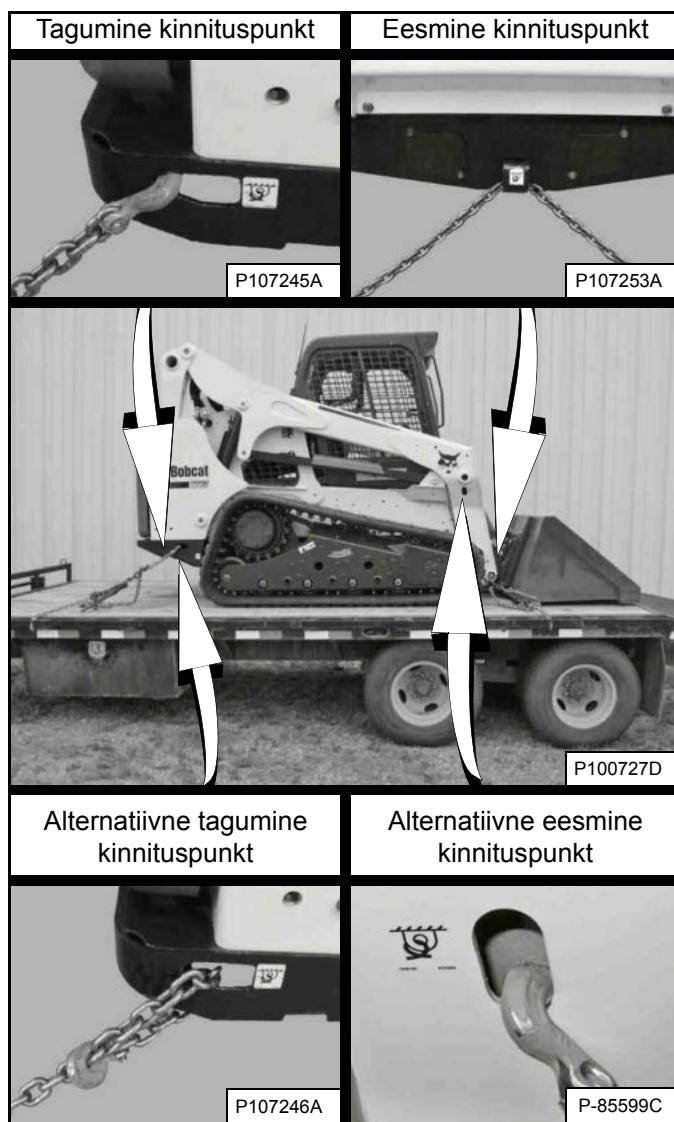 Tagumine kinnituspunkt
Eesmine kinnituspunkt
P107245A
P107253A
Bobcat
P100727D
Alternatiivne tagumine
kinnituspunkt
Alternatiivne eesmine
kinnituspunkt
P107246A
P-85599C